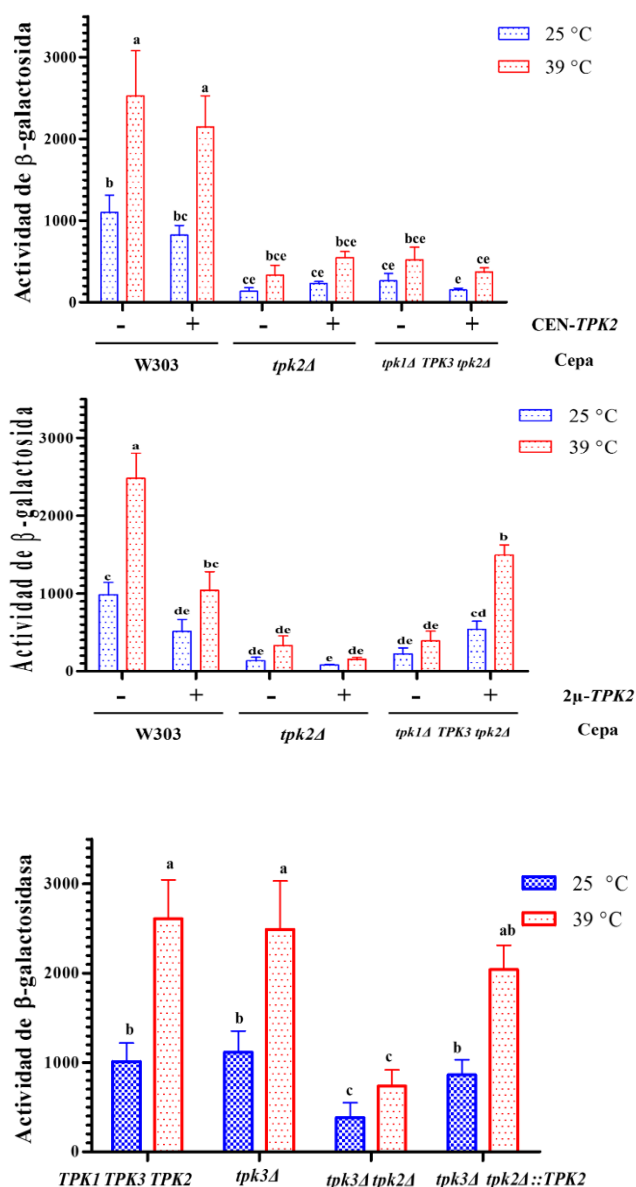 Actividad de β-galactosida
3000
2000
1000
0
25 °C
39 °C
a
b
a
bc
bce
ce
bce
ce
bce
ce
ce
e
- + - + - + CEN-TPK2
W303 tpk2Δ tpk1Δ TPK3 tpk2Δ Cepa
Actividad de β-galactosida
3000
2000
1000
0
25 °C
39 °C
a
c
bc
de
de
de
de
e
de
de
b
cd
- + - + - + 2μ-TPK2
W303 tpk2Δ tpk1Δ TPK3 tpk2Δ Cepa
Actividad de β-galactosidasa
3000
2000
1000
0
25 °C
39 °C
a
b
a
b
c
c
ab
b
TPK1 TPK3 TPK2 tpk3Δ tpk3Δ tpk2Δ tpk3Δ tpk2Δ::TPK2